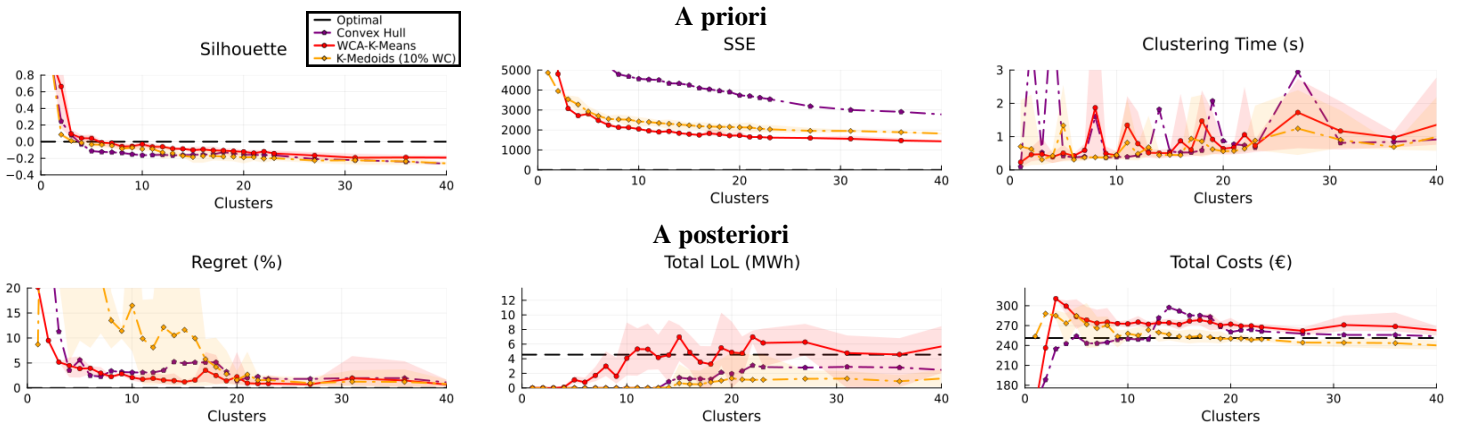 A priori
Optimal
Convex Hull
WCA-K-Means
K-Medoids (10% WC)
Silhouette
0.8
0.6
0.4
0.2
0.0
−0.2
−0.4
0 10 20 30 40
Clusters
SSE
5000
4000
3000
2000
1000
0
0 10 20 30 40
Clusters
Clustering Time (s)
3
2
1
0
0 10 20 30 40
Clusters
A posteriori
Regret (%)
20
15
10
5
0
0 10 20 30 40
Clusters
Total LoL (MWh)
12
10
8
6
4
2
0
0 10 20 30 40
Clusters
Total Costs (€)
300
270
240
210
180
0 10 20 30 40
Clusters